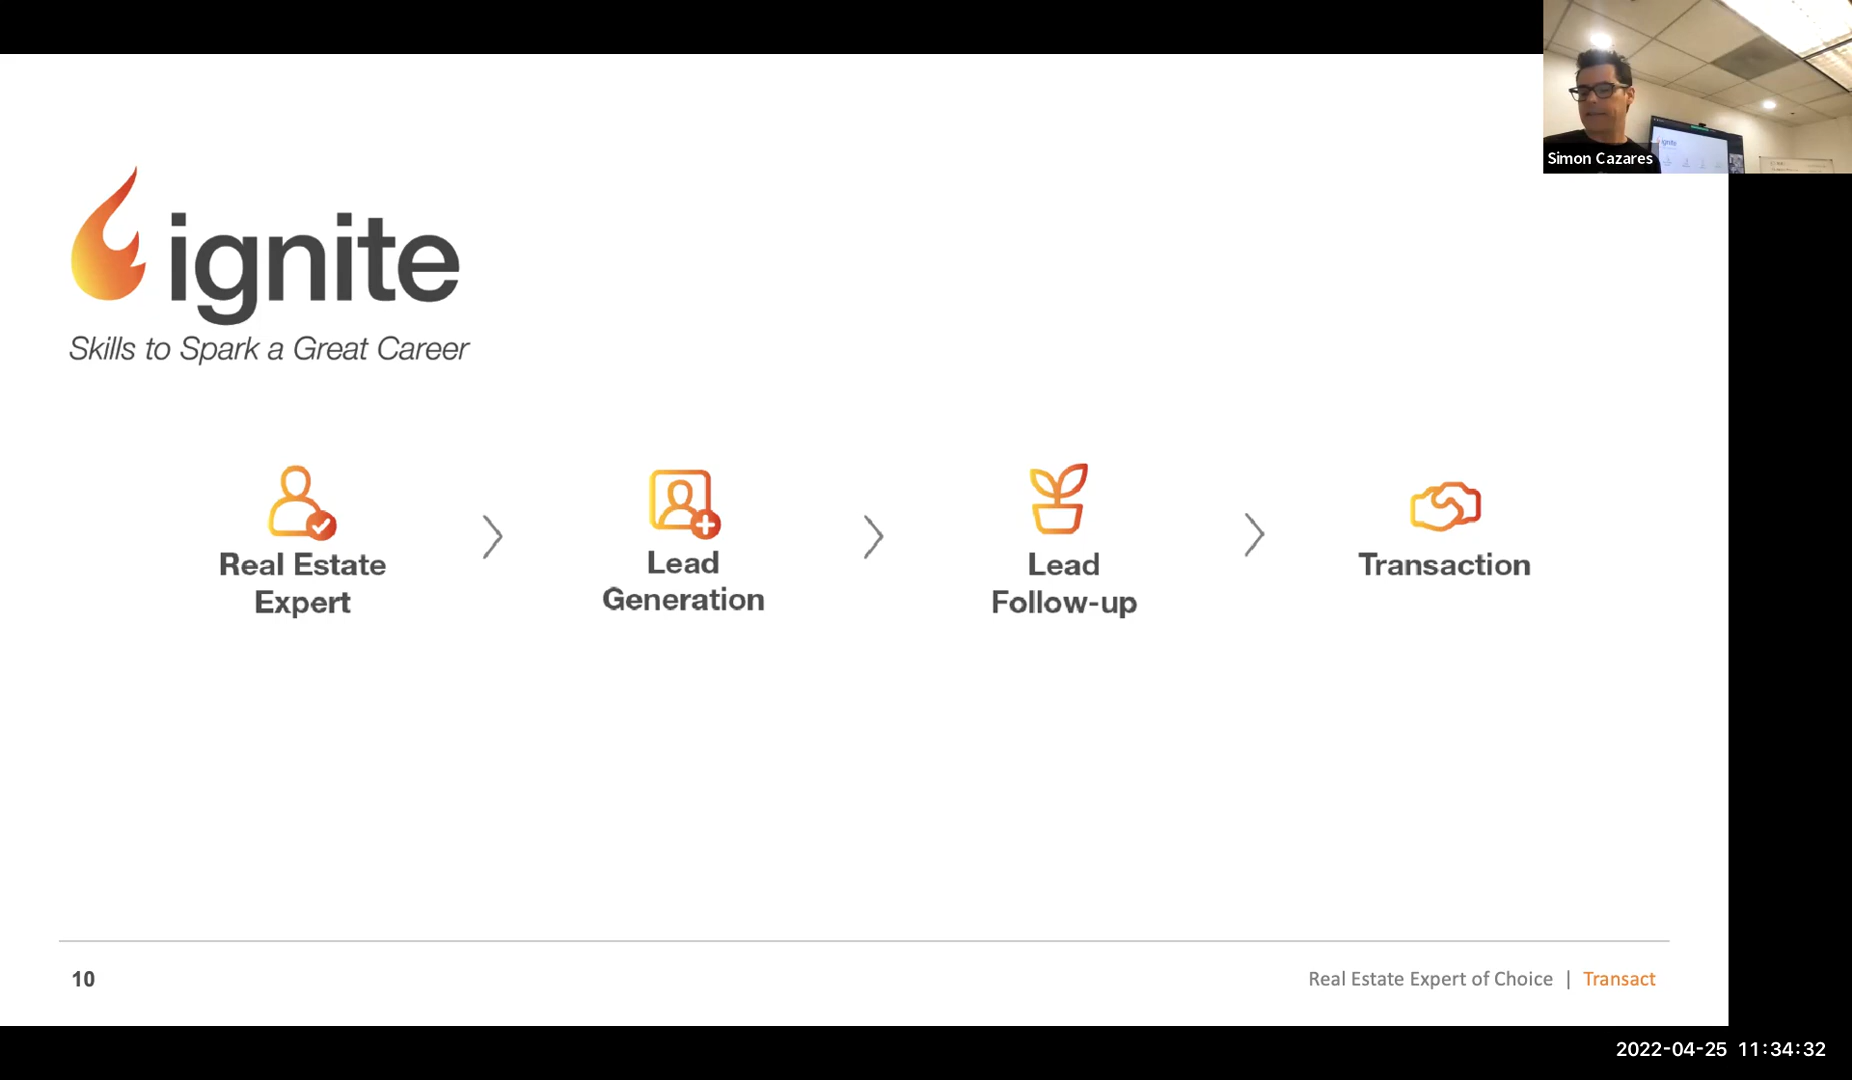 Simon Cazares
ignite
Skills to Spark a Great Career
Real Estate
Expert
Lead
Generation
Lead
Follow-up
Transaction
10
Real Estate Expert of Choice | Transact
2022-04-25 11:34:32